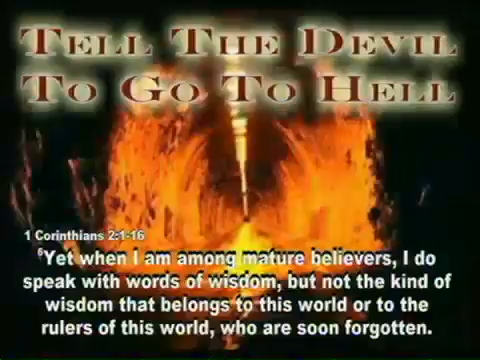 Tell The Devil
To Go To Hell
1 Corinthians 2:1-16
6Yet when I am among mature believers, I do
speak with words of wisdom, but not the kind of
wisdom that belongs to this world or to the
rulers of this world, who are soon forgotten.